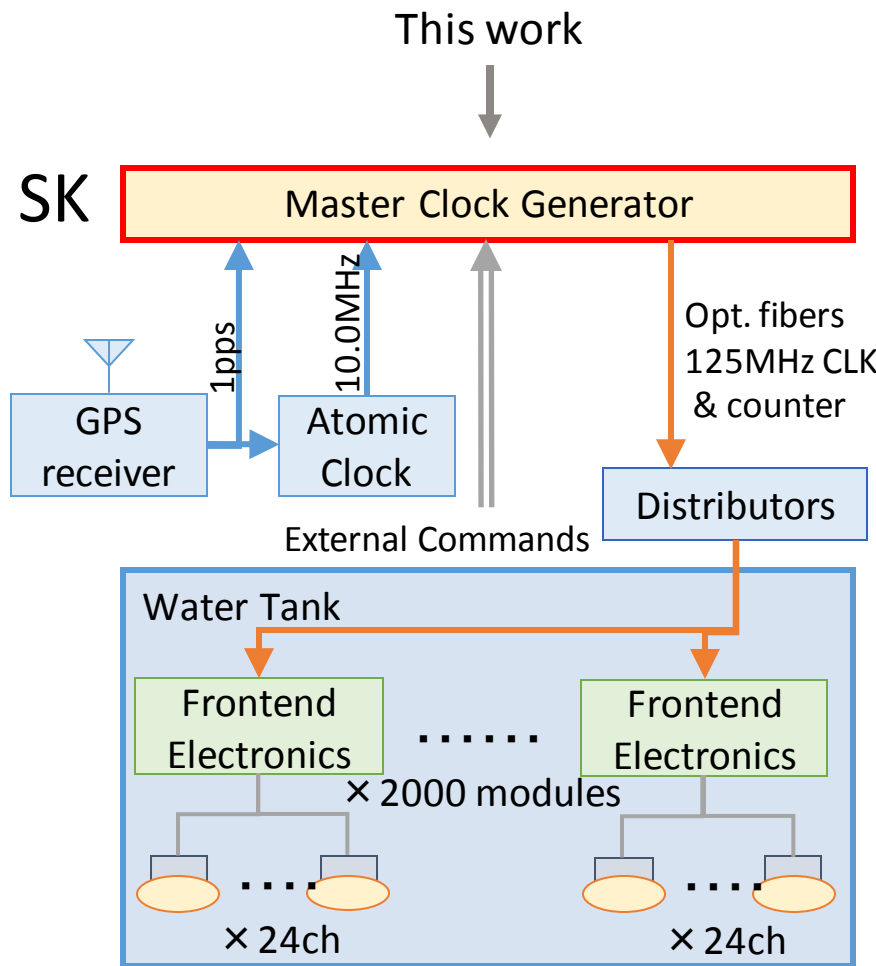 This work
SK
Master Clock Generator
1pps
10.0MHz
Opt. fibers
125MHz CLK
& counter
GPS
receiver
Atomic
Clock
Distributors
External Commands
Water Tank
Frontend
Electronics
......
Frontend
Electronics
×2000 modules
....
....
×24ch
×24ch